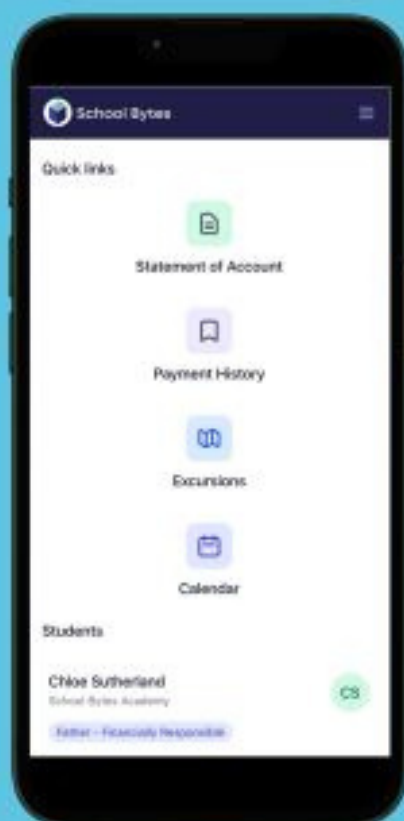 School Bytes
Quick links
Statement of Account
Payment History
Excursions
Calendar
Students
Chloe Sutherland
School Bytes Academy
CS
Father - Financially Responsible